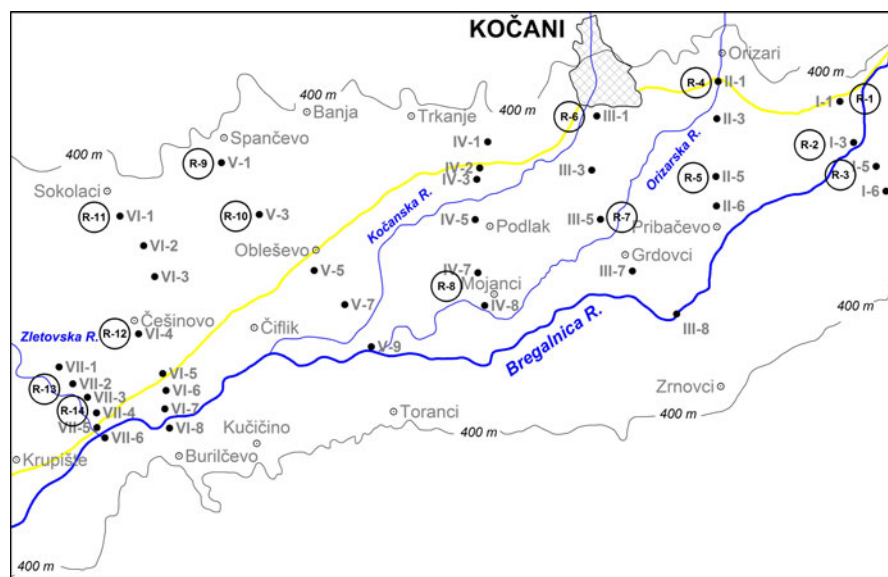 KOČANI
400 m
Orizari
400 m
R-4
II-1
R-1
I-1
Banja
Trkanje
R-6
III-1
II-3
Spančevo
IV-1
R-2
I-3
400 m
R-9
V-1
IV-2
III-3
Orizarska R.
R-3
I-5
IV-3
R-5
II-5
Sokolaci
I-6
R-11
VI-1
R-10
V-3
Kočanska R.
IV-5
Podlak
III-5
R-7
II-6
Pribačevo
VI-2
Obleševo
Grdovci
VI-3
V-5
IV-7
III-7
R-8
Mojanci
400 m
V-7
IV-8
Češinovo
Čiflik
Bregalnica R.
III-8
Zletovska R.
R-12
VI-4
V-9
VII-1
VI-5
R-13
VII-2
VI-6
Zrnovci
VII-3
R-14
VII-4
VI-7
Toranci
400 m
VII-5
VI-8
Kučičino
400 m
VII-6
Krupište
Burilčevo
400 m